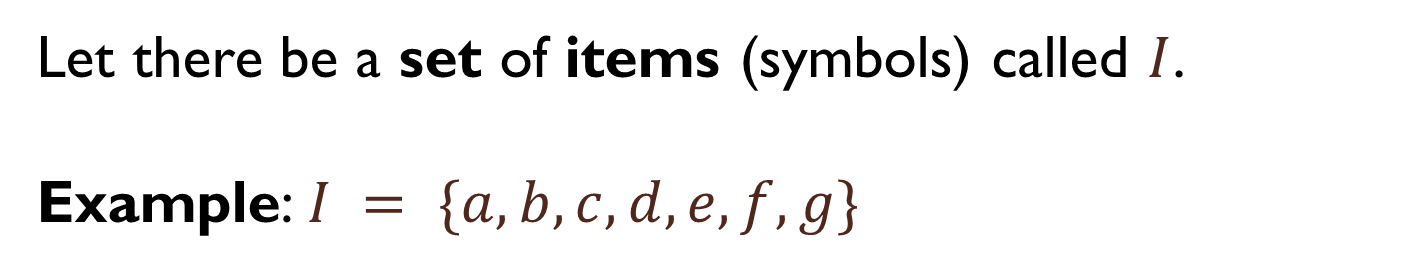 Let there be a set of items (symbols) called I.
Example: I = {a, b, c, d, e, f, g}